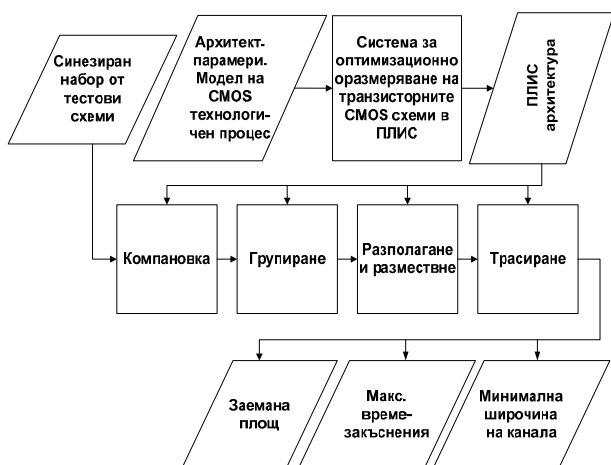 Синезиран
набор от
тестови
схеми
Архитект-
парамери.
Модел на
CMOS
технологи-
чен процес
Система за
оптимизационно
оразмеряване на
транзисторните
CMOS схеми в
ПЛИС
ПЛИС
архитектура
Компановка
Групиране
Разполагане
и размествне
Трасиране
Заемана
площ
Макс.
време-
закъснения
Минимална
широчина
на канала